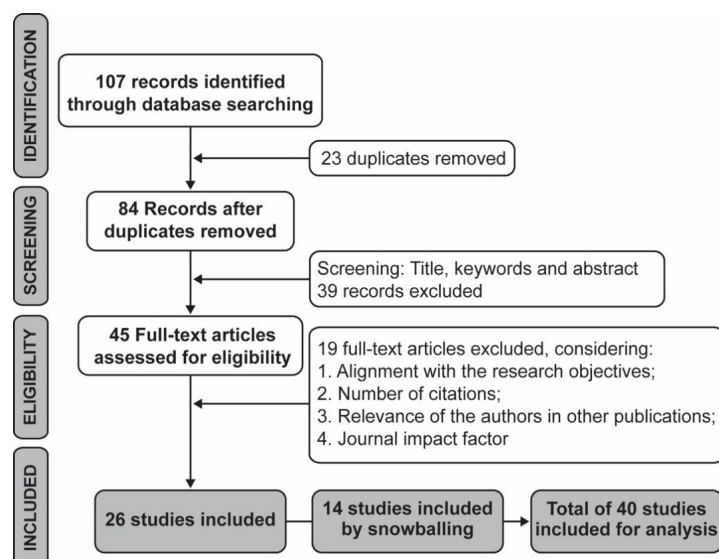 IDENTIFICATION
107 records identified
through database searching
23 duplicates removed
SCREENING
84 Records after
duplicates removed
Screening: Title, keywords and abstract
39 records excluded
ELIGIBILITY
45 Full-text articles
assessed for eligibility
19 full-text articles excluded, considering:
1. Alignment with the research objectives;
2. Number of citations;
3. Relevance of the authors in other publications;
4. Journal impact factor
INCLUDED
26 studies included
14 studies included
by snowballing
Total of 40 studies
included for analysis